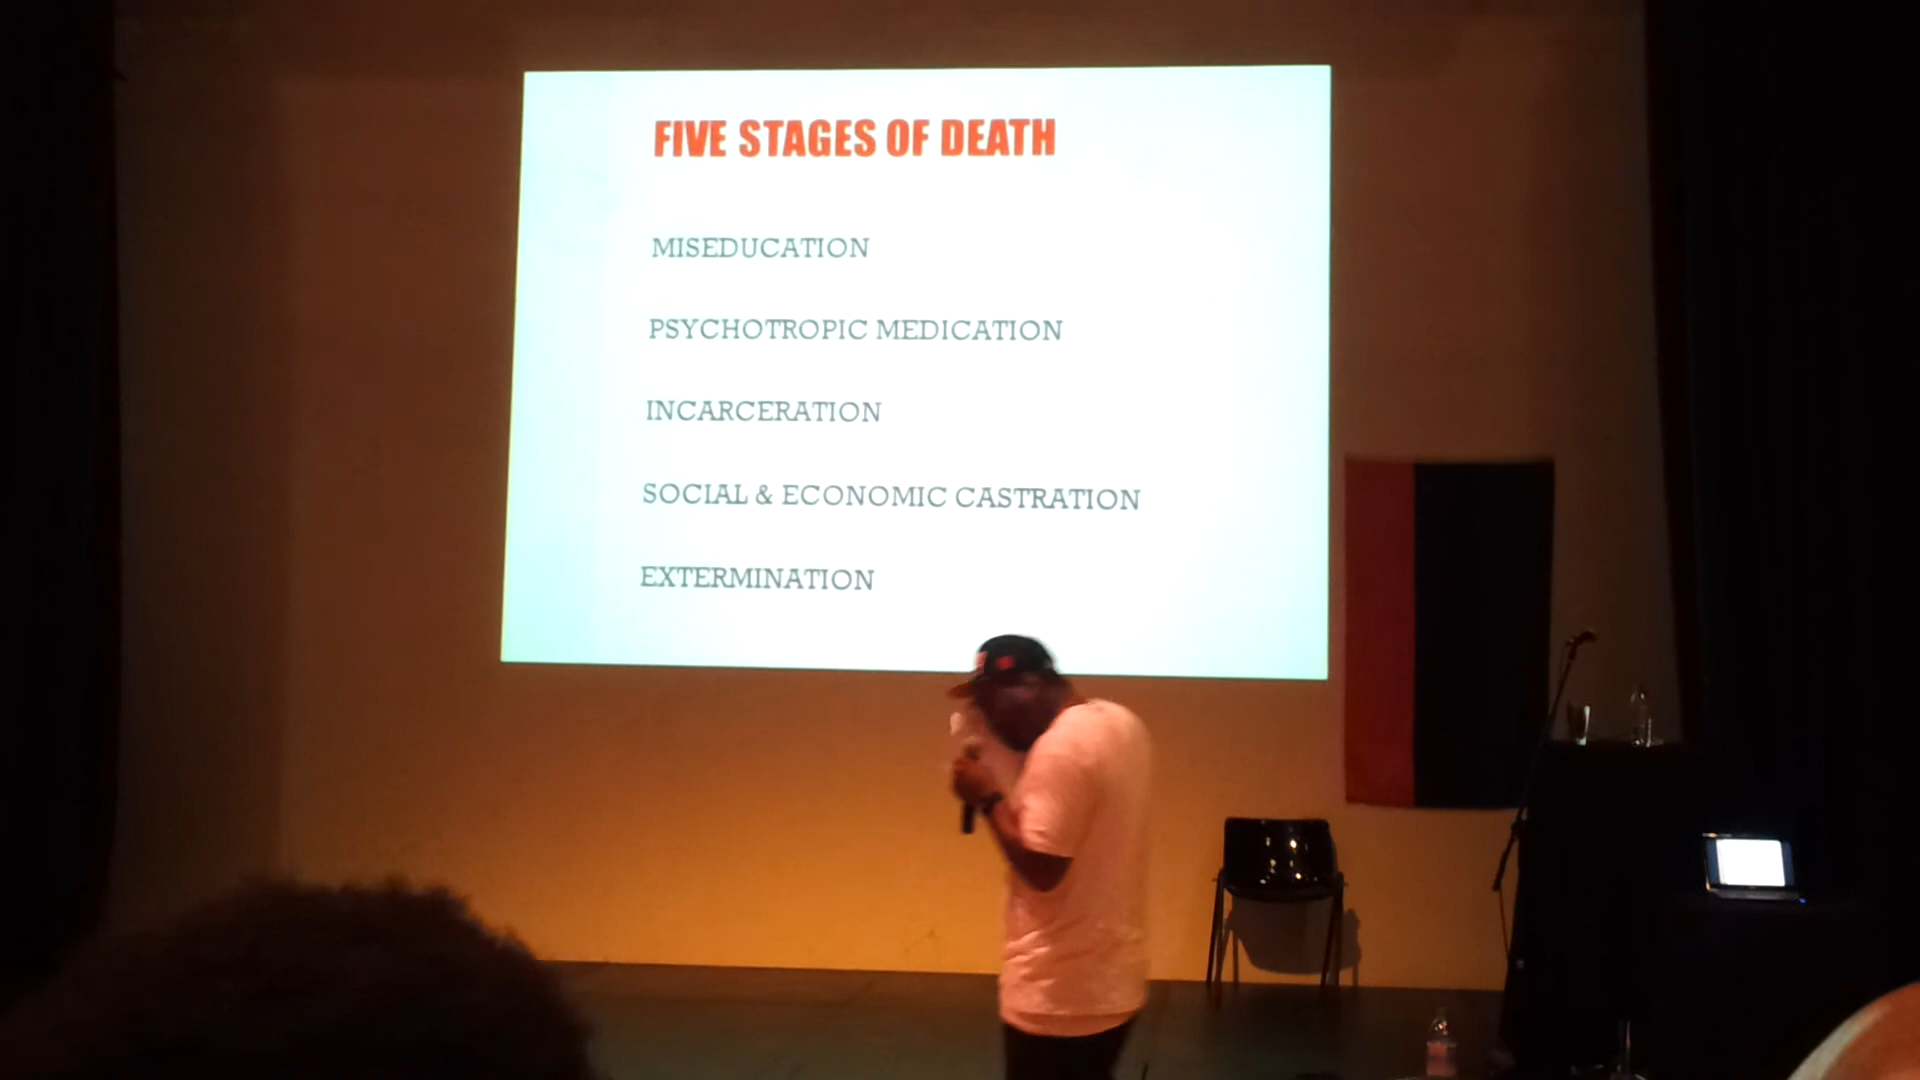 FIVE STAGES OF DEATH
MISEDUCATION
PSYCHOTROPIC MEDICATION
INCARCERATION
SOCIAL & ECONOMIC CASTRATION
EXTERMINATION